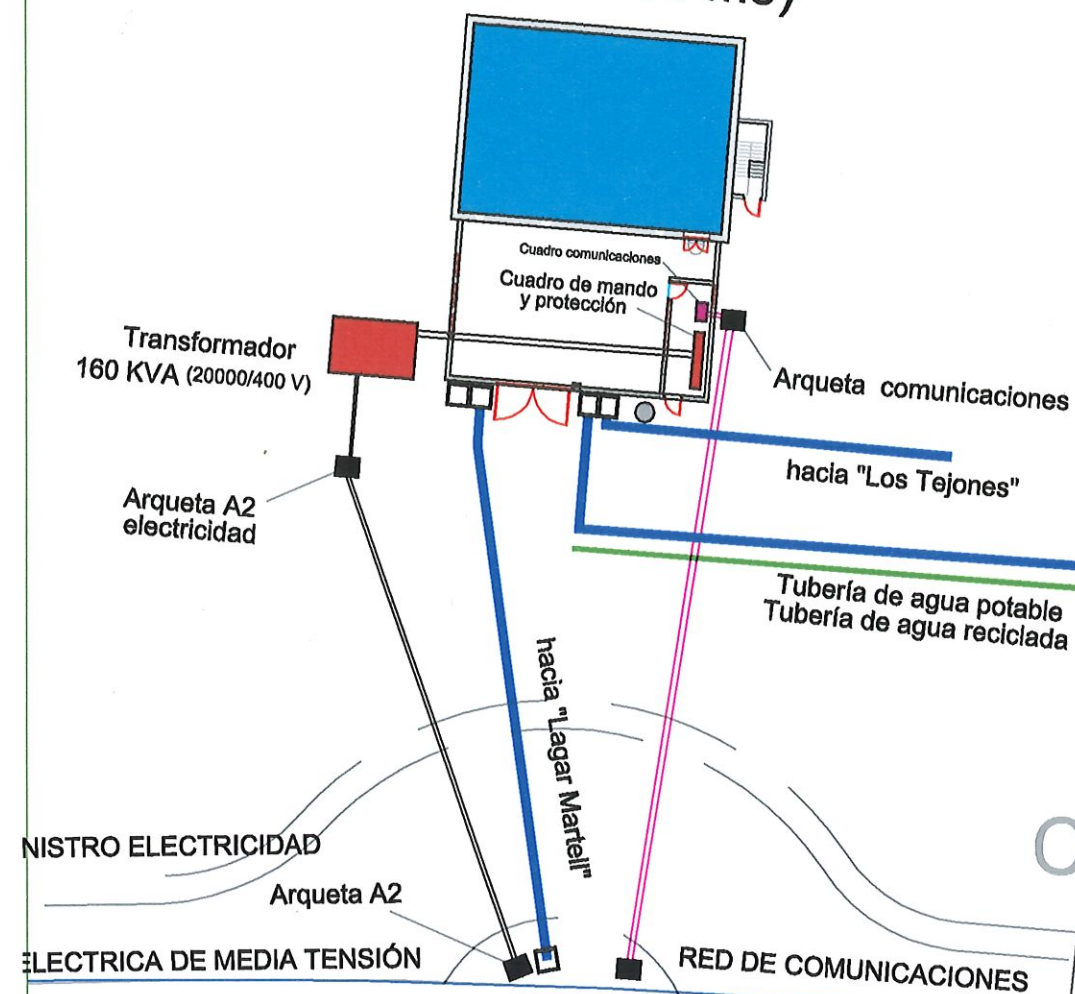 Cuadro comunicaciones
Cuadro de mando
y protección
Transformador
160 KVA (20000/400 V)
Arqueta comunicaciones
hacia "Los Tejones"
Arqueta A2
electricidad
Tubería de agua potable
Tubería de agua reciclada
hacia "Lagar Martell"
NISTRO ELECTRICIDAD
Arqueta A2
ELECTRICA DE MEDIA TENSIÓN
RED DE COMUNICACIONES